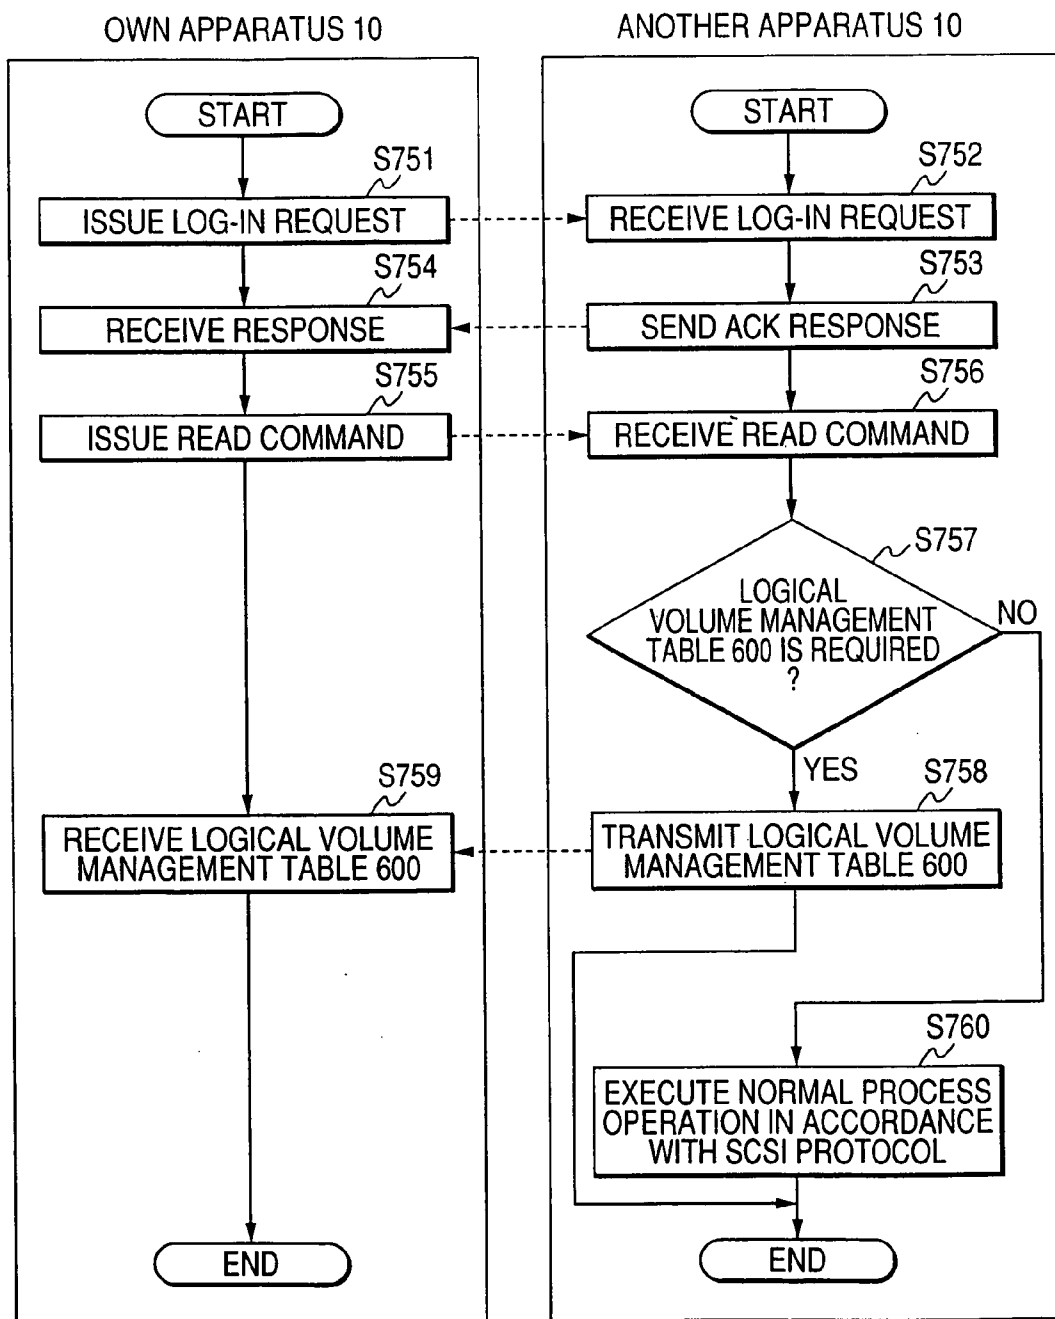 OWN APPARATUS 10
ANOTHER APPARATUS 10
START
START
S751
ISSUE LOG-IN REQUEST
S752
RECEIVE LOG-IN REQUEST
S754
RECEIVE RESPONSE
S753
SEND ACK RESPONSE
S755
ISSUE READ COMMAND
S756
RECEIVE READ COMMAND
S757
LOGICAL
VOLUME MANAGEMENT
TABLE 600 IS REQUIRED
?
NO
YES
S759
RECEIVE LOGICAL VOLUME
MANAGEMENT TABLE 600
S758
TRANSMIT LOGICAL VOLUME
MANAGEMENT TABLE 600
S760
EXECUTE NORMAL PROCESS
OPERATION IN ACCORDANCE
WITH SCSI PROTOCOL
END
END